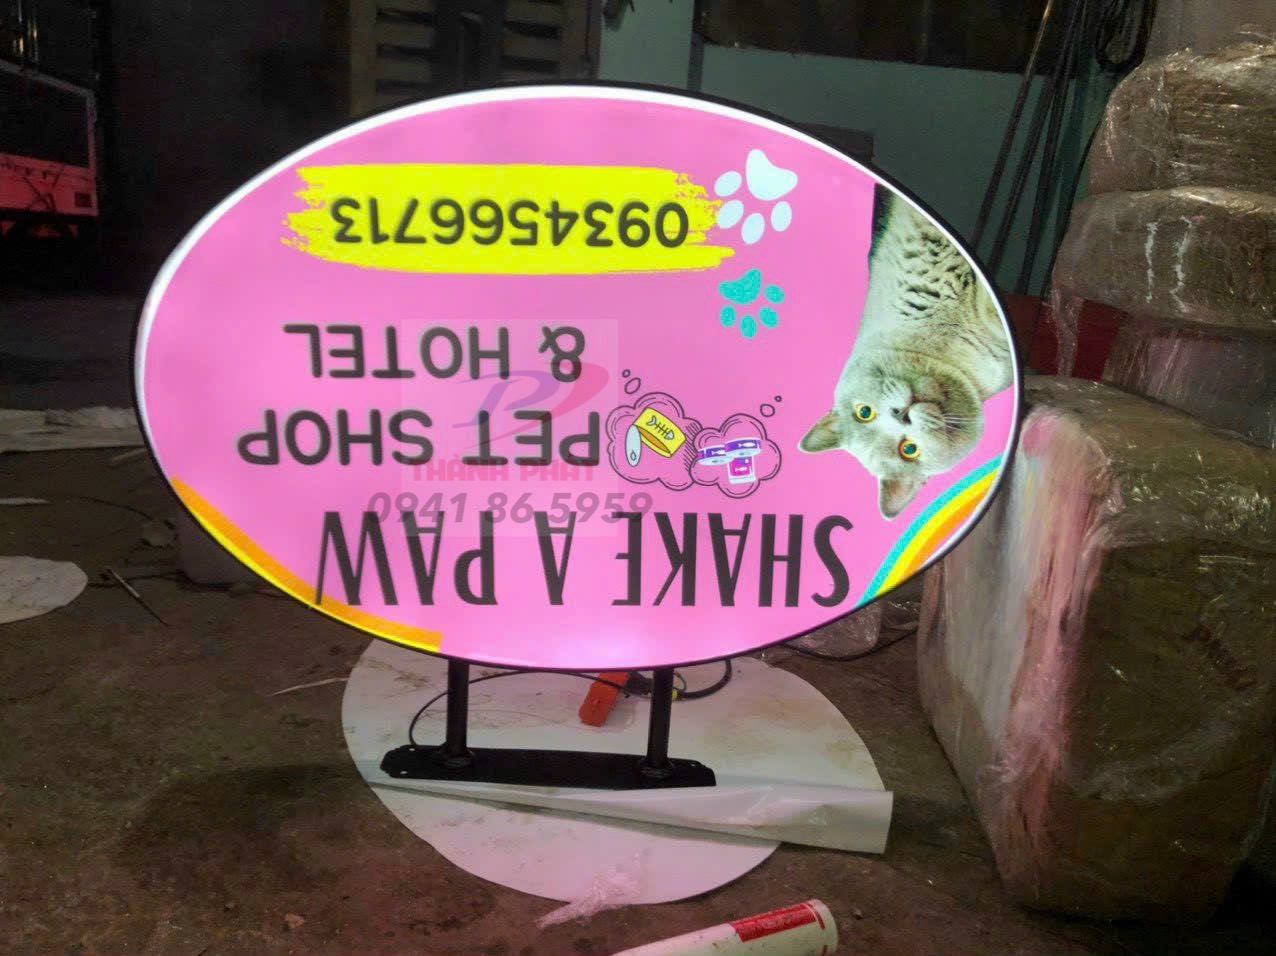 SHAKE A PAW
PET SHOP
& HOTEL
0934566713
THÀNH PHÁT
0941 86 5959